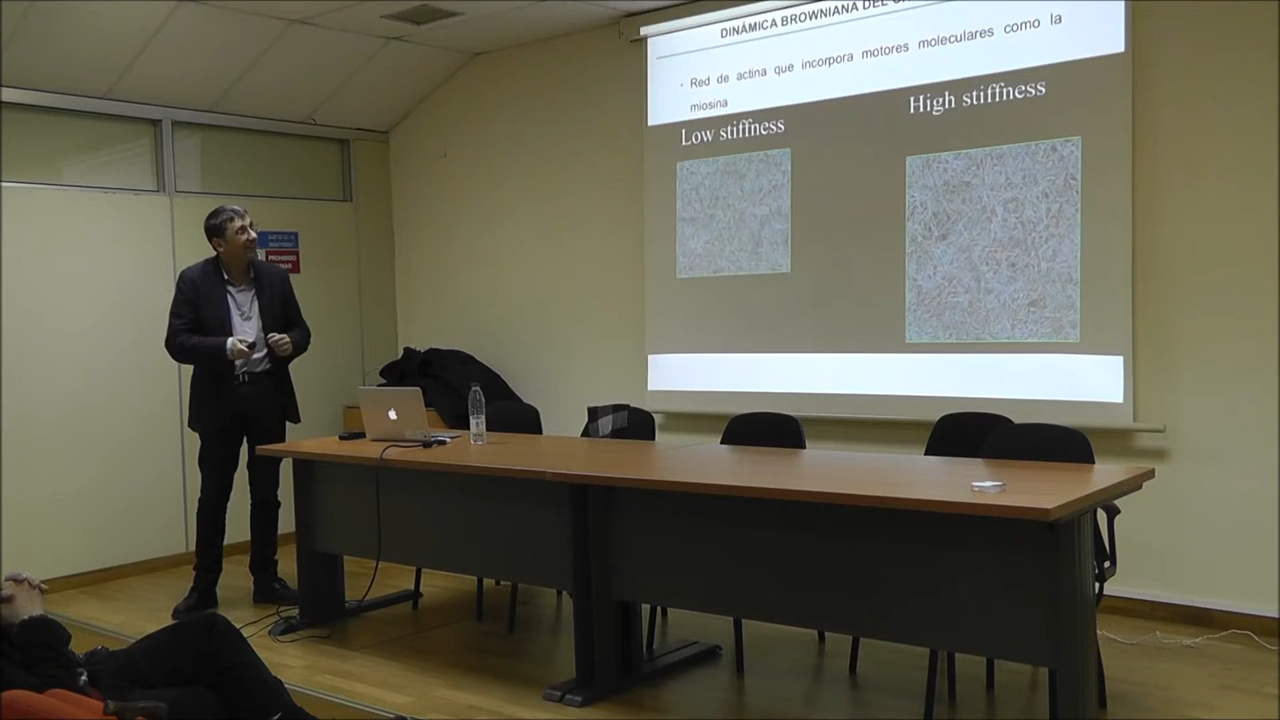 DINÁMICA BROWNIANA DEL
· Red de actina que incorpora motores moleculares como la
miosina
Low stiffness
High stiffness
PROHIBIDO